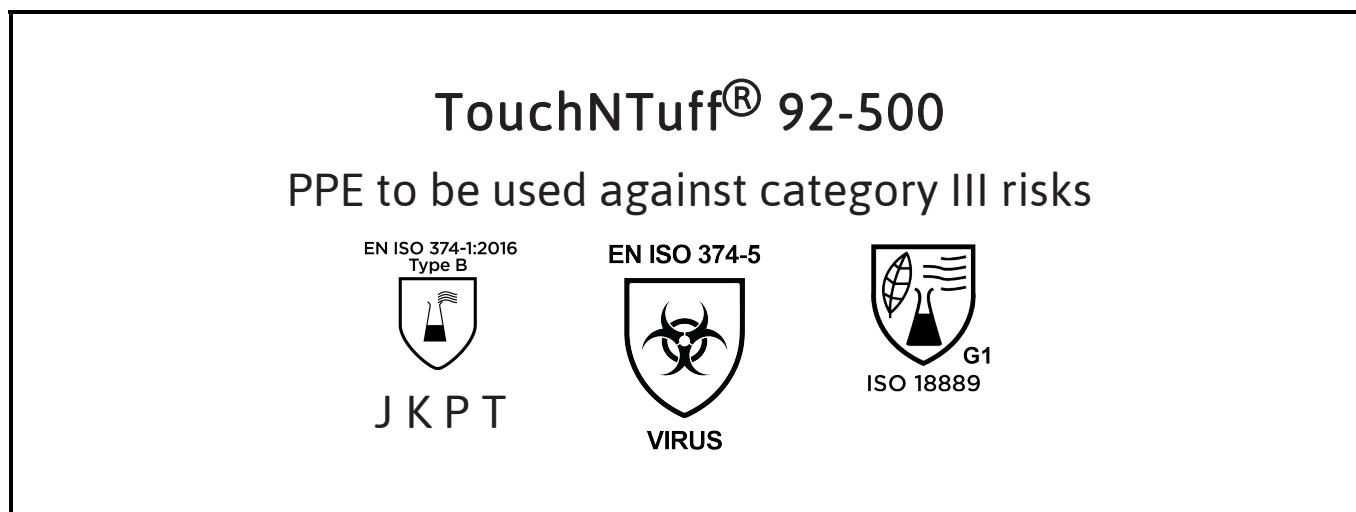 TouchNTuff® 92-500
PPE to be used against category III risks
EN ISO 374-1:2016
Type B
J K P T
EN ISO 374-5
VIRUS
G1
ISO 18889